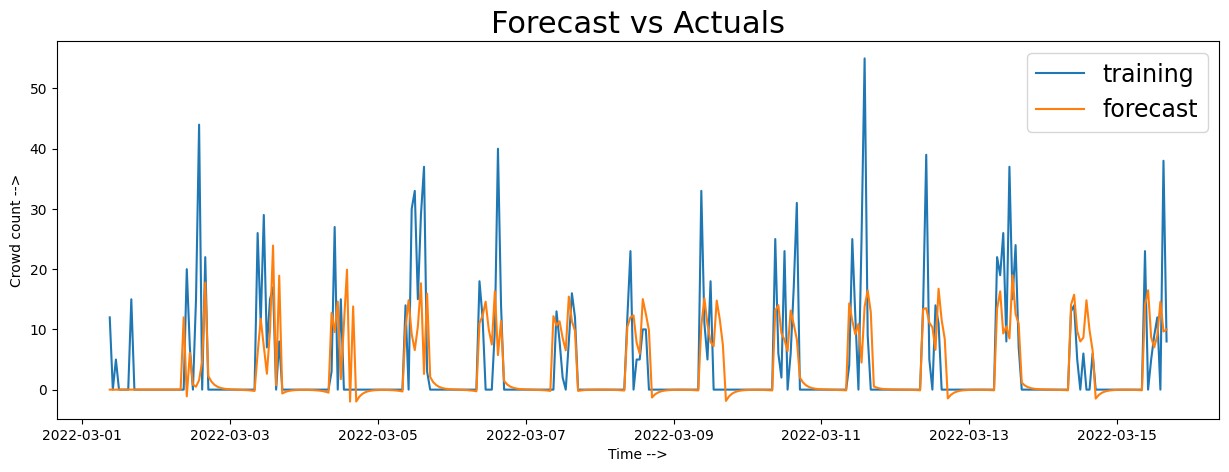 Forecast vs Actuals
training
forecast
Crowd count -->
50
40
30
20
10
0
2022-03-01 2022-03-03 2022-03-05 2022-03-07 2022-03-09 2022-03-11 2022-03-13 2022-03-15
Time -->